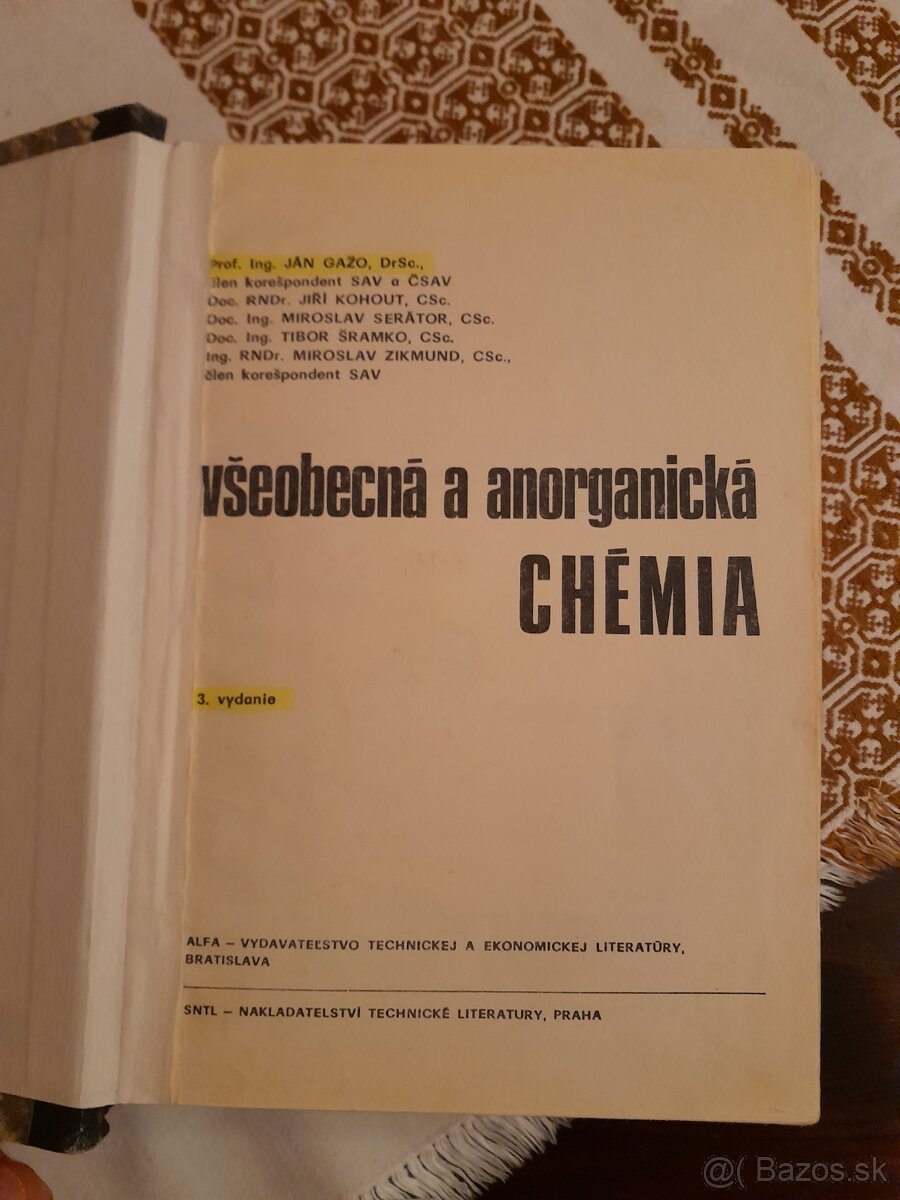 Prof. Ing. JÁN GAŽO, DrSc.,
člen korešpondent SAV a ČSAV
Doc. RNDr. JIŘÍ KOHOUT, CSc.
Doc. Ing. MIROSLAV SERÁTOR, CSc.
Doc. Ing. TIBOR ŠRAMKO, CSc.
Ing. RNDr. MIROSLAV ZIKMUND, CSc.,
člen korešpondent SAV
všeobecná a anorganická
CHÉMIA
3. vydanie
ALFA – VYDAVATEĽSTVO TECHNICKEJ A EKONOMICKEJ LITERATÚRY,
BRATISLAVA
SNTL – NAKLADATELSTVÍ TECHNICKÉ LITERATURY, PRAHA
@( Bazos.sk